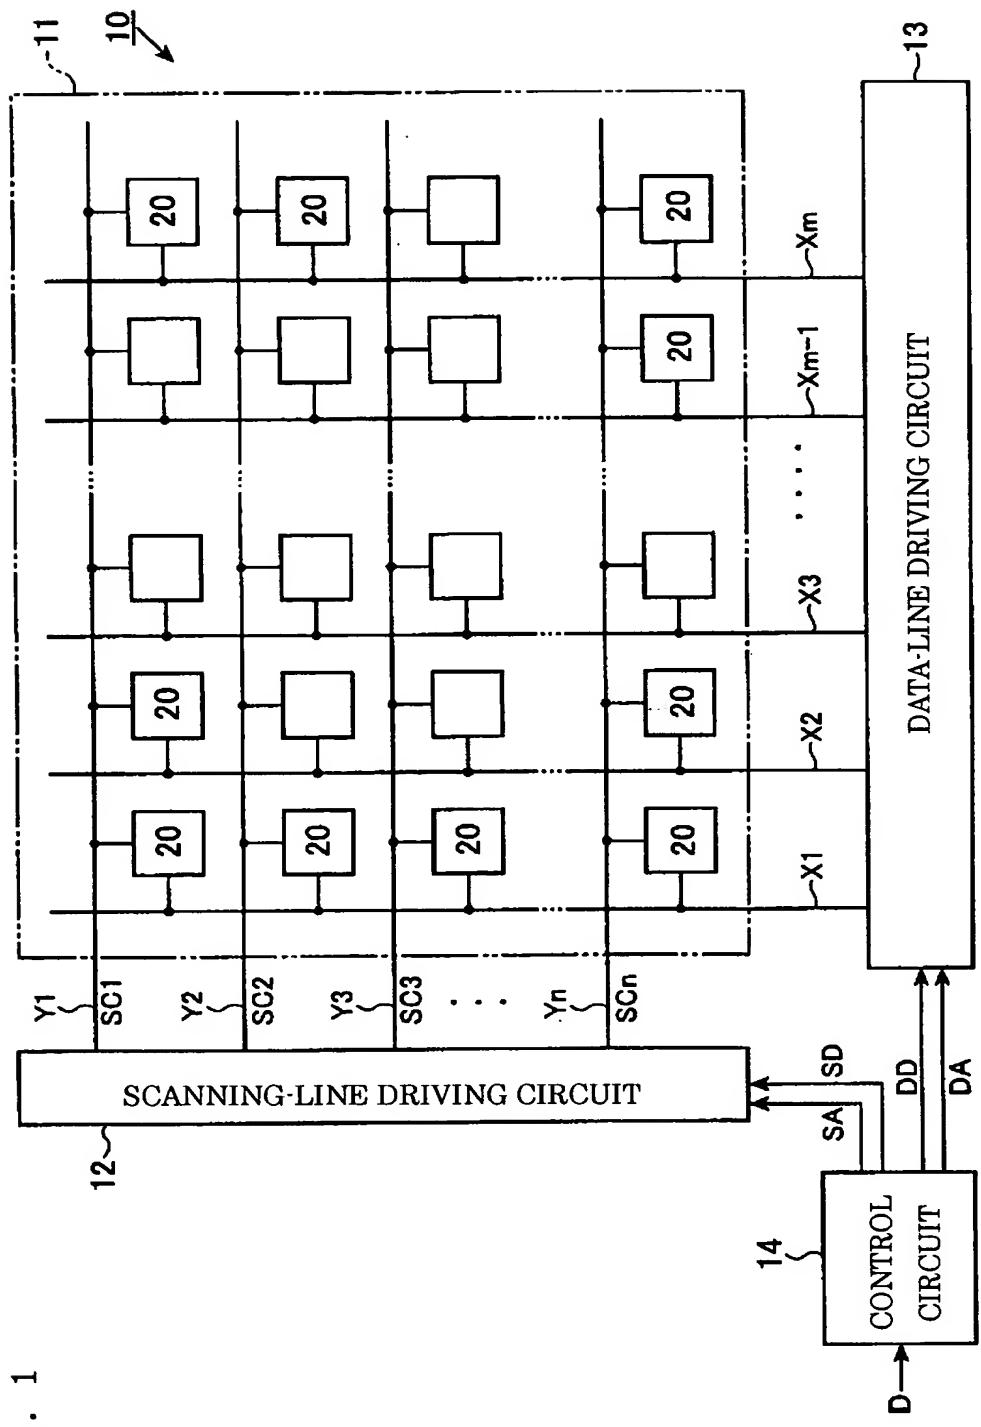 . 1
10
11
Y1
SC1
20
20
20
20
Y2
SC2
20
20
Y3
SC3
20
. . . .
Yn
SCn
20
20
20
20
X1
X2
X3
. . . .
Xm-1
Xm
12
SCANNING-LINE DRIVING CIRCUIT
13
DATA-LINE DRIVING CIRCUIT
SA
SD
DD
DA
14
CONTROL
CIRCUIT
D